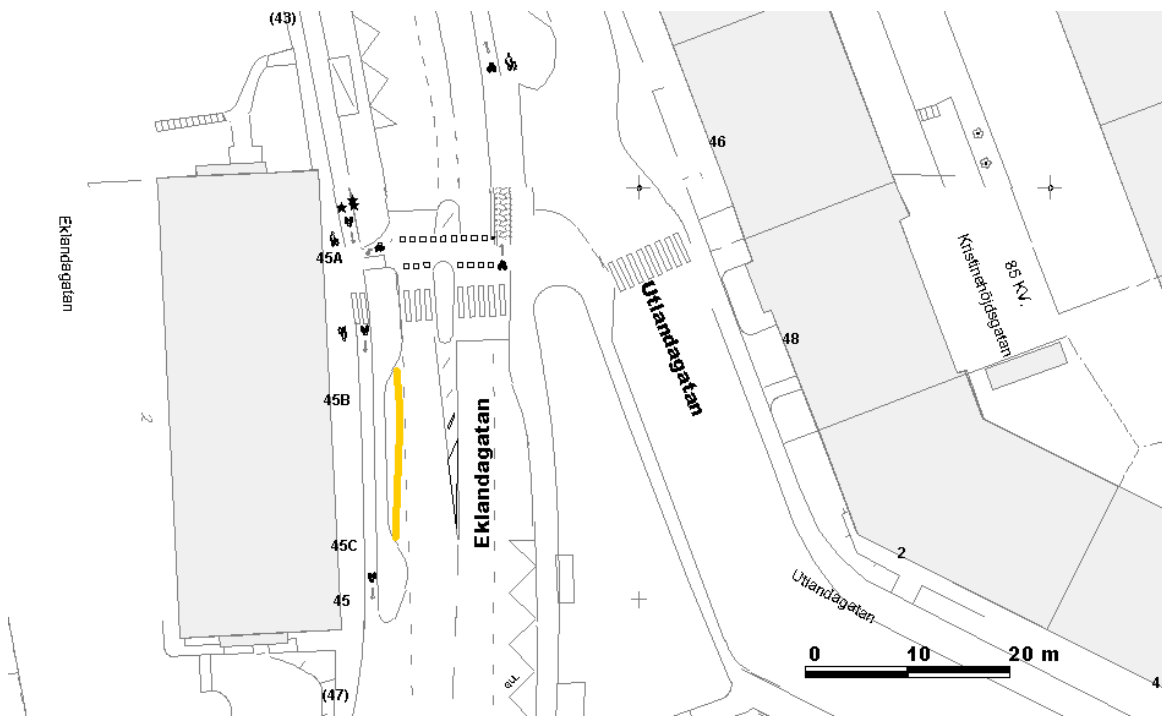 (43)
46
Eklandagatan
45A
Utlandagatan
Kristinehöjdsgatan
85 KV.
48
45B
2
Eklandagatan
45C
2
45
Utlandagatan
0 10 20 m
(47)
4